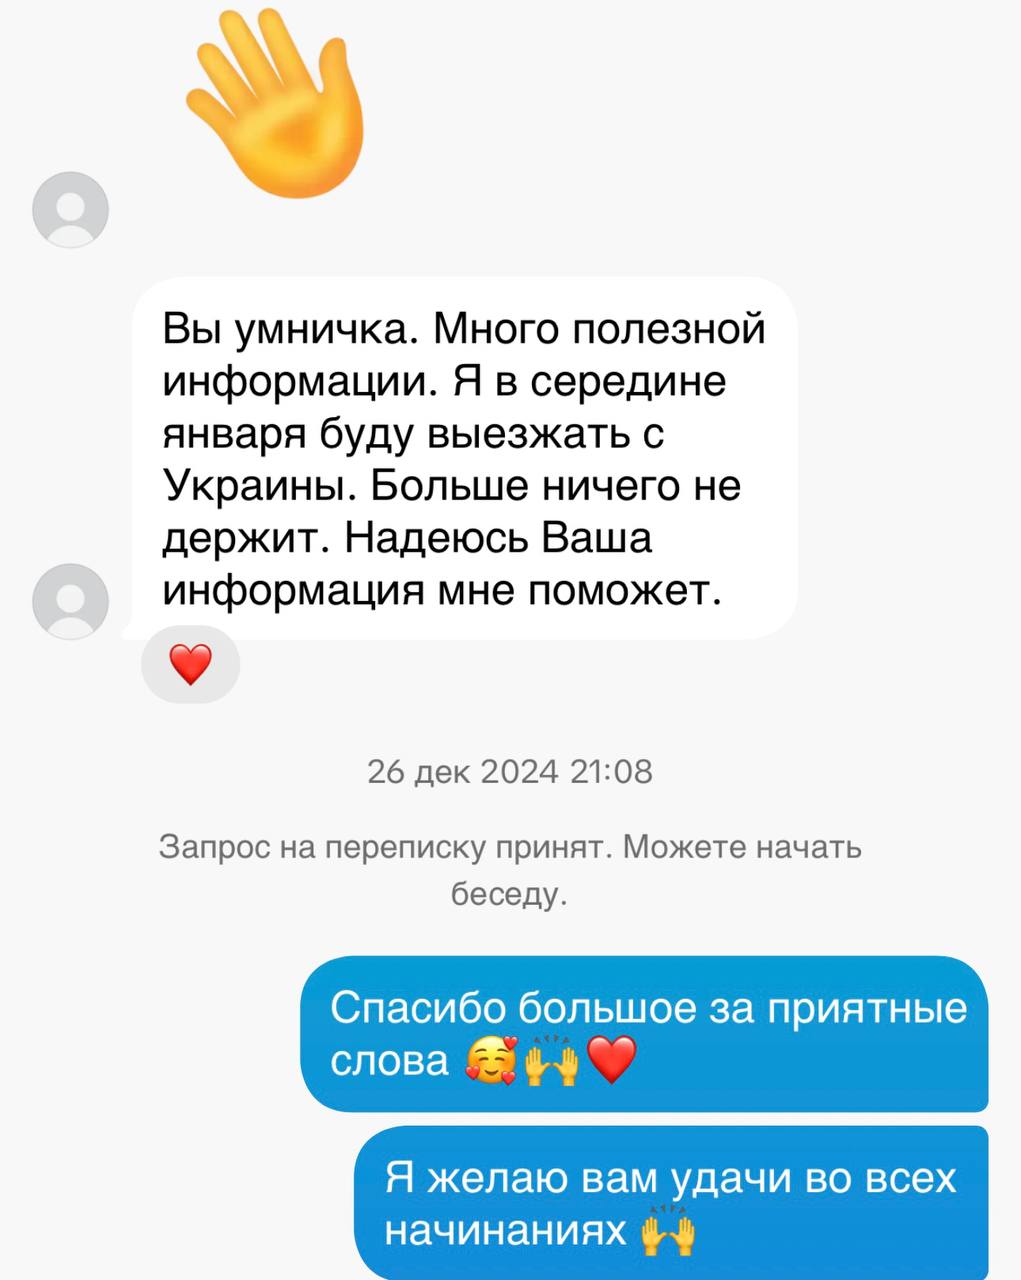 Вы умничка. Много полезной
информации. Я в середине
января буду выезжать с
Украины. Больше ничего не
держит. Надеюсь Ваша
информация мне поможет.
26 дек 2024 21:08
Запрос на переписку принят. Можете начать
беседу.
Спасибо большое за приятные
слова 🥰🙌❤️
Я желаю вам удачи во всех
начинаниях 🙌